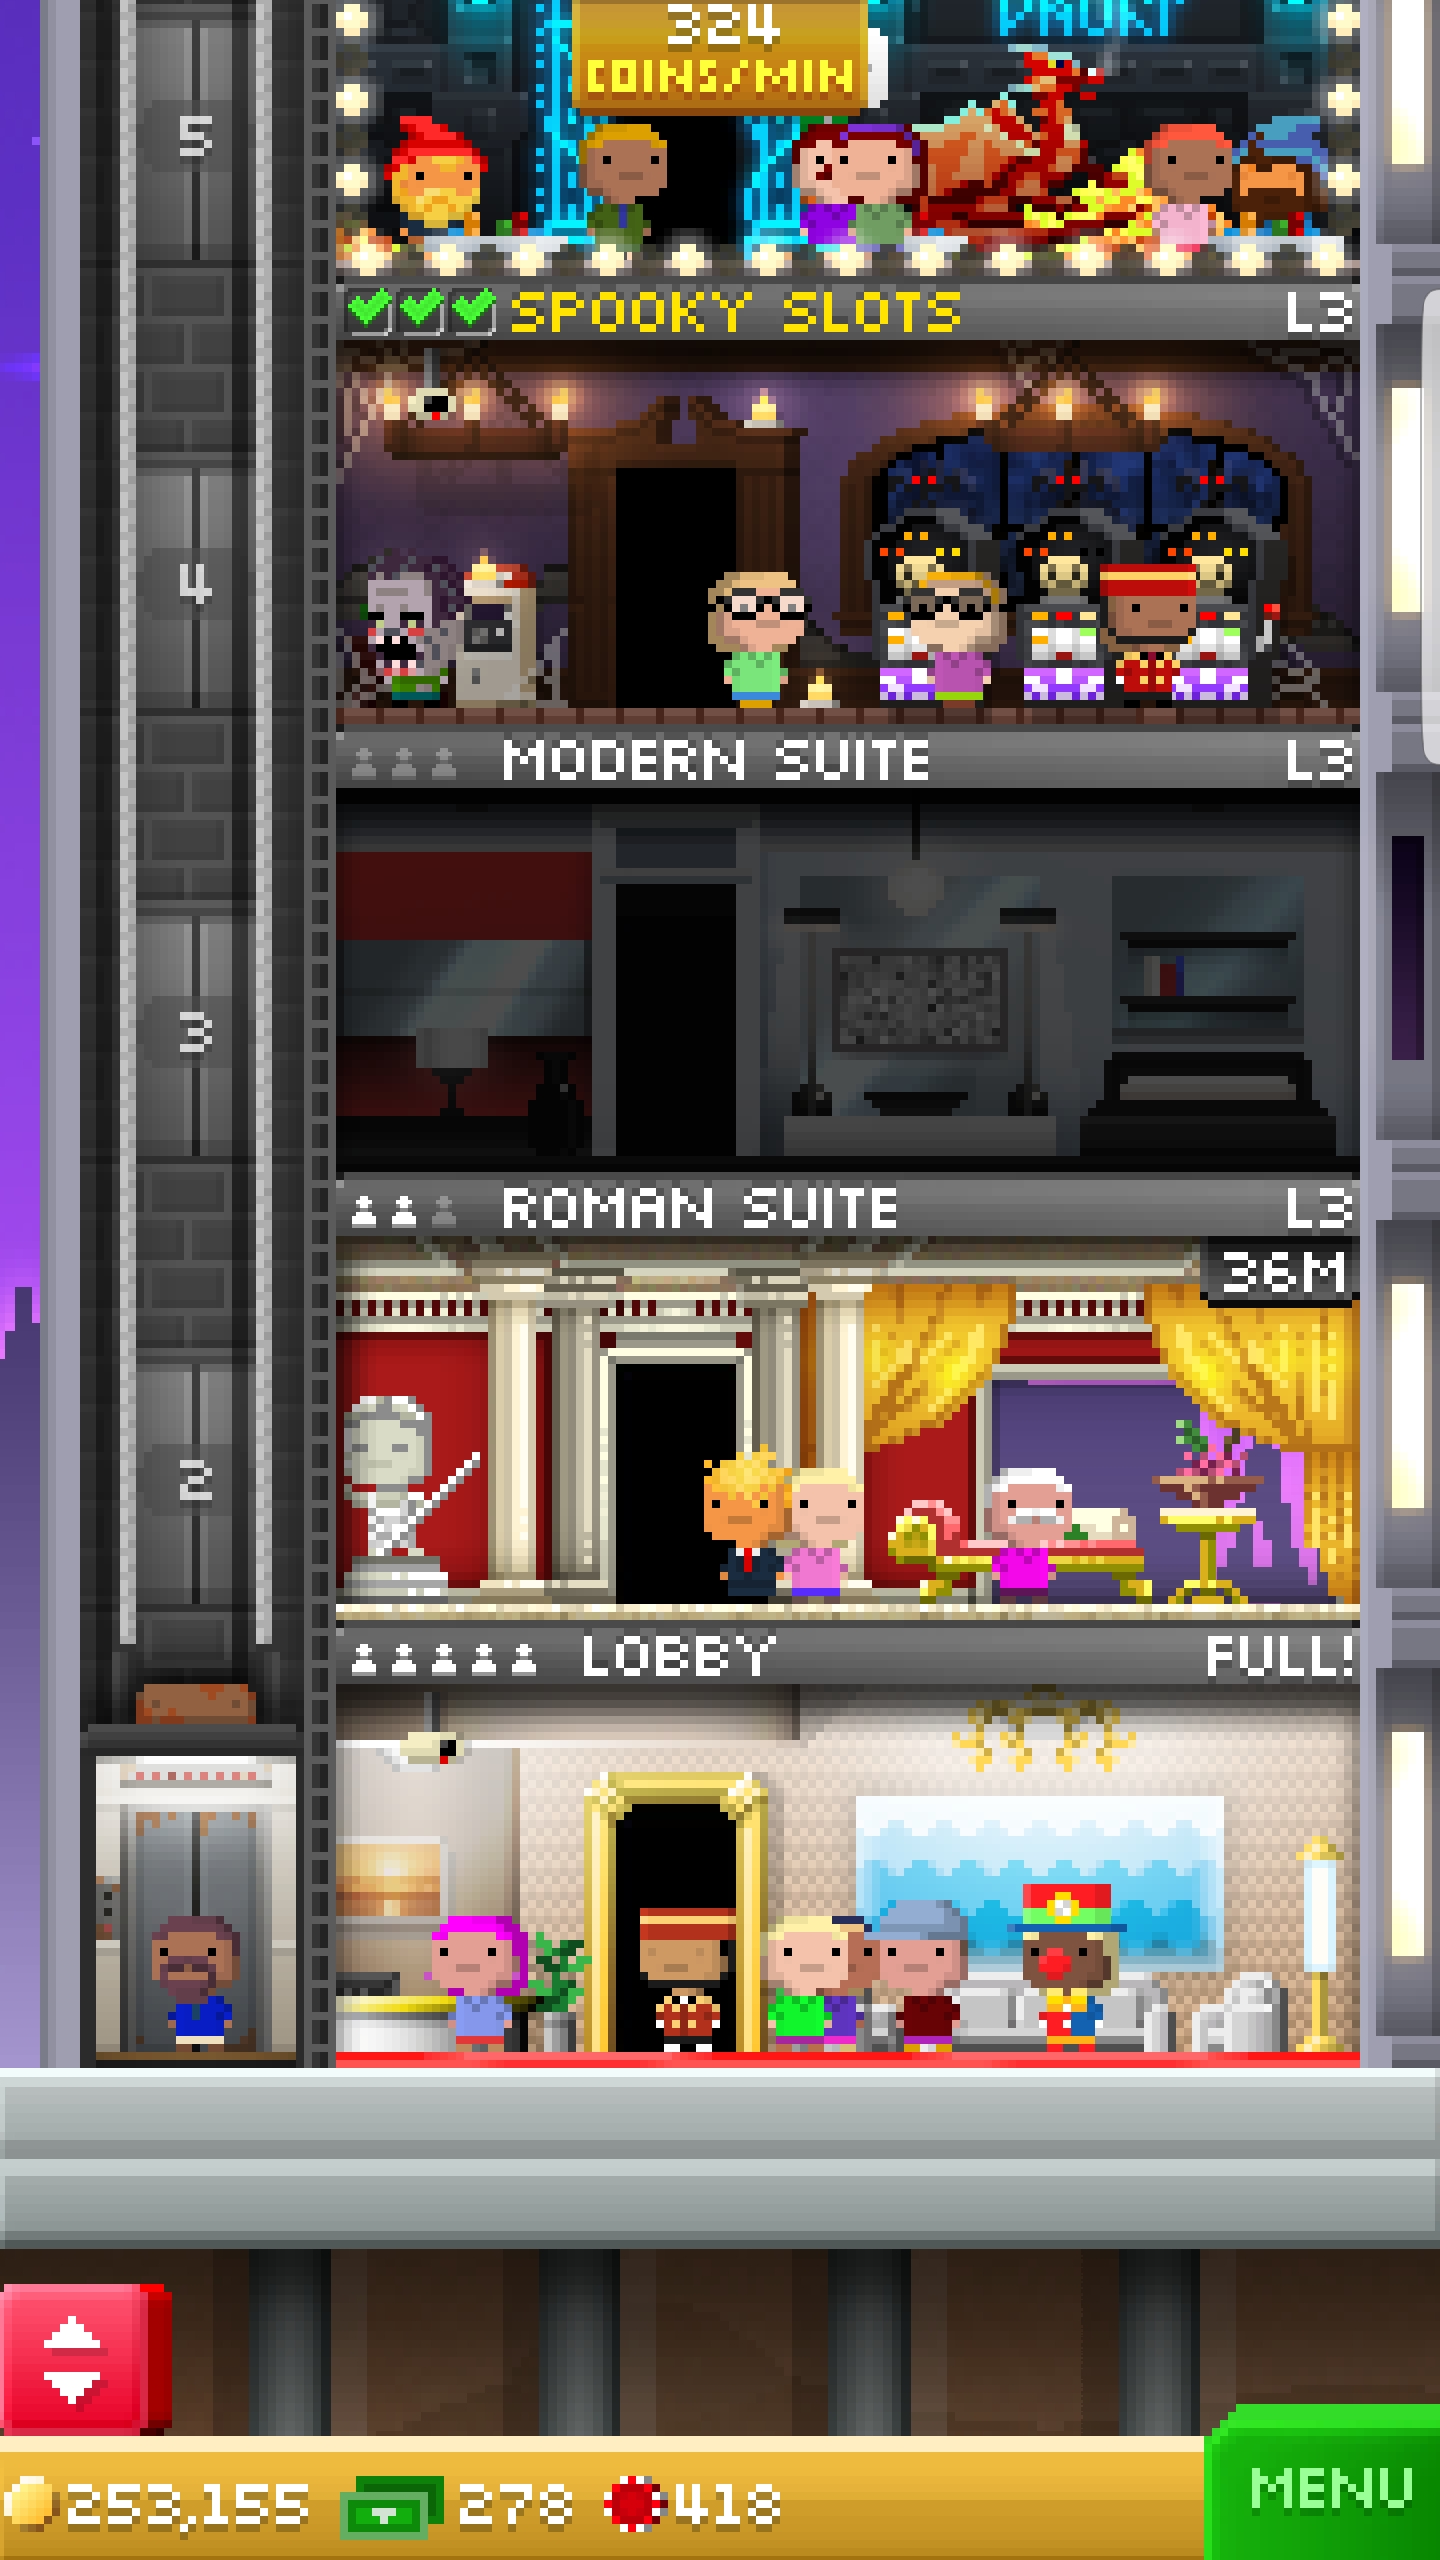 324
COINS/MIN
5
SPOOKY SLOTS L3
4
MODERN SUITE L3
3
ROMAN SUITE L3
36M
2
LOBBY FULL!
253,155 278 418
MENU